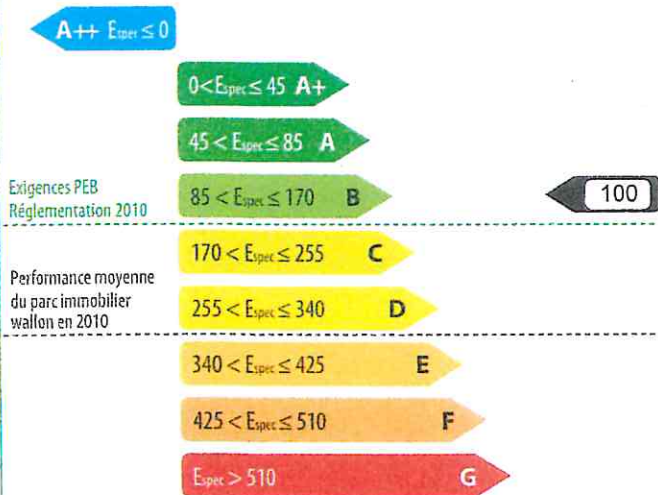 A++ Espec ≤ 0
0 < Espec ≤ 45 A+
45 < Espec ≤ 85 A
Exigences PEB
Réglementation 2010
85 < Espec ≤ 170 B
100
170 < Espec ≤ 255 C
Performance moyenne
du parc immobilier
wallon en 2010
255 < Espec ≤ 340 D
340 < Espec ≤ 425 E
425 < Espec ≤ 510 F
Espec > 510 G